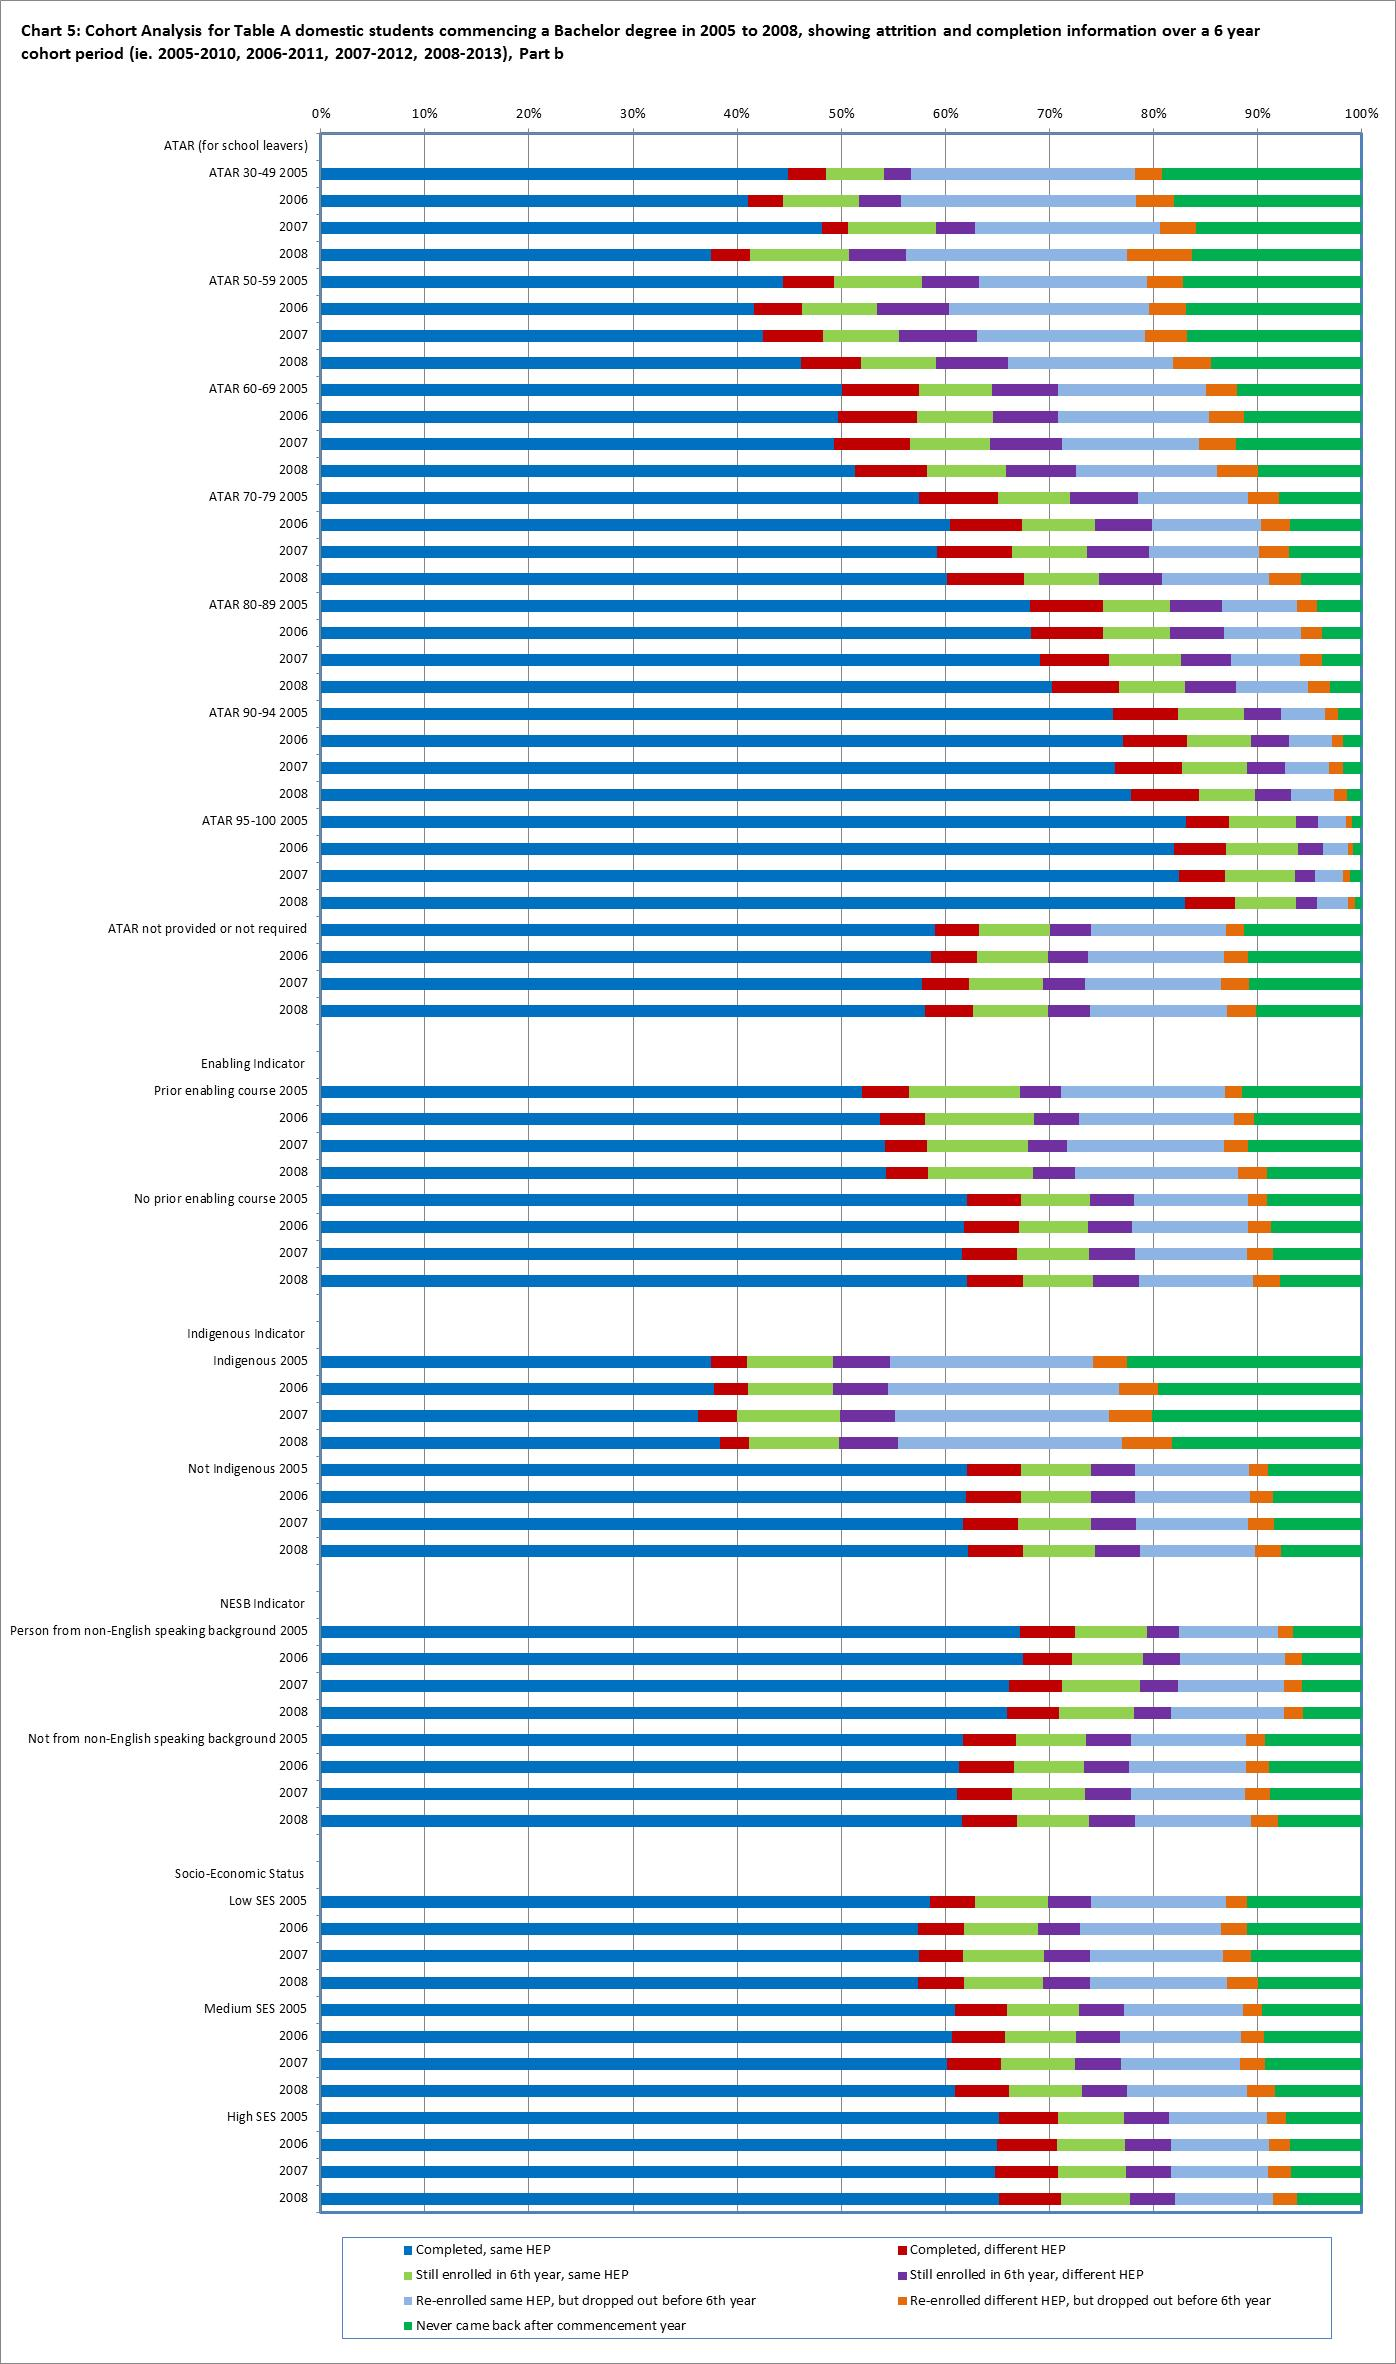 Chart 5: Cohort Analysis for Table A domestic students commencing a Bachelor degree in 2005 to 2008, showing attrition and completion information over a 6 year
cohort period (ie. 2005-2010, 2006-2011, 2007-2012, 2008-2013), Part b
0% 10% 20% 30% 40% 50% 60% 70% 80% 90% 100%
ATAR (for school leavers)
ATAR 30-49 2005
2006
2007
2008
ATAR 50-59 2005
2006
2007
2008
ATAR 60-69 2005
2006
2007
2008
ATAR 70-79 2005
2006
2007
2008
ATAR 80-89 2005
2006
2007
2008
ATAR 90-94 2005
2006
2007
2008
ATAR 95-100 2005
2006
2007
2008
ATAR not provided or not required
2006
2007
2008
Enabling Indicator
Prior enabling course 2005
2006
2007
2008
No prior enabling course 2005
2006
2007
2008
Indigenous Indicator
Indigenous 2005
2006
2007
2008
Not Indigenous 2005
2006
2007
2008
NESB Indicator
Person from non-English speaking background 2005
2006
2007
2008
Not from non-English speaking background 2005
2006
2007
2008
Socio-Economic Status
Low SES 2005
2006
2007
2008
Medium SES 2005
2006
2007
2008
High SES 2005
2006
2007
2008
Completed, same HEP Completed, different HEP
Still enrolled in 6th year, same HEP Still enrolled in 6th year, different HEP
Re-enrolled same HEP, but dropped out before 6th year Re-enrolled different HEP, but dropped out before 6th year
Never came back after commencement year